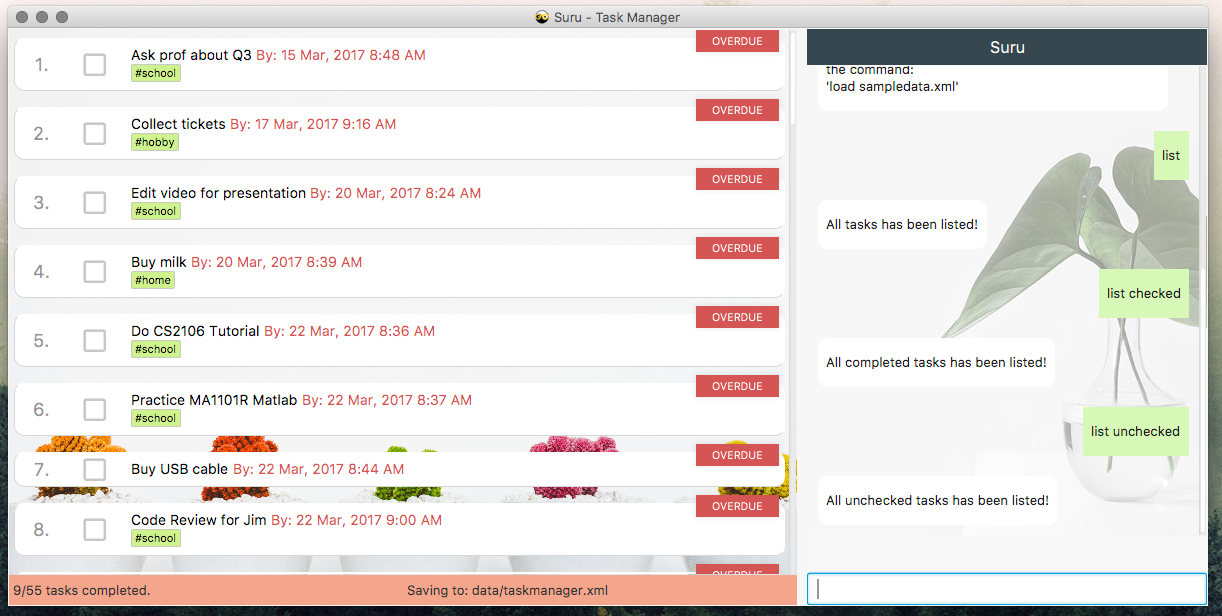 Suru - Task Manager
1.
Ask prof about Q3 By: 15 Mar, 2017 8:48 AM
#school
OVERDUE
2.
Collect tickets By: 17 Mar, 2017 9:16 AM
#hobby
OVERDUE
3.
Edit video for presentation By: 20 Mar, 2017 8:24 AM
#school
OVERDUE
4.
Buy milk By: 20 Mar, 2017 8:39 AM
#home
OVERDUE
5.
Do CS2106 Tutorial By: 22 Mar, 2017 8:36 AM
#school
OVERDUE
6.
Practice MA1101R Matlab By: 22 Mar, 2017 8:37 AM
#school
OVERDUE
7.
Buy USB cable By: 22 Mar, 2017 8:44 AM
OVERDUE
8.
Code Review for Jim By: 22 Mar, 2017 9:00 AM
#school
OVERDUE
OVERDUE
9/55 tasks completed.
Saving to: data/taskmanager.xml
Suru
the command:
'load sampledata.xml'
list
All tasks has been listed!
list checked
All completed tasks has been listed!
list unchecked
All unchecked tasks has been listed!